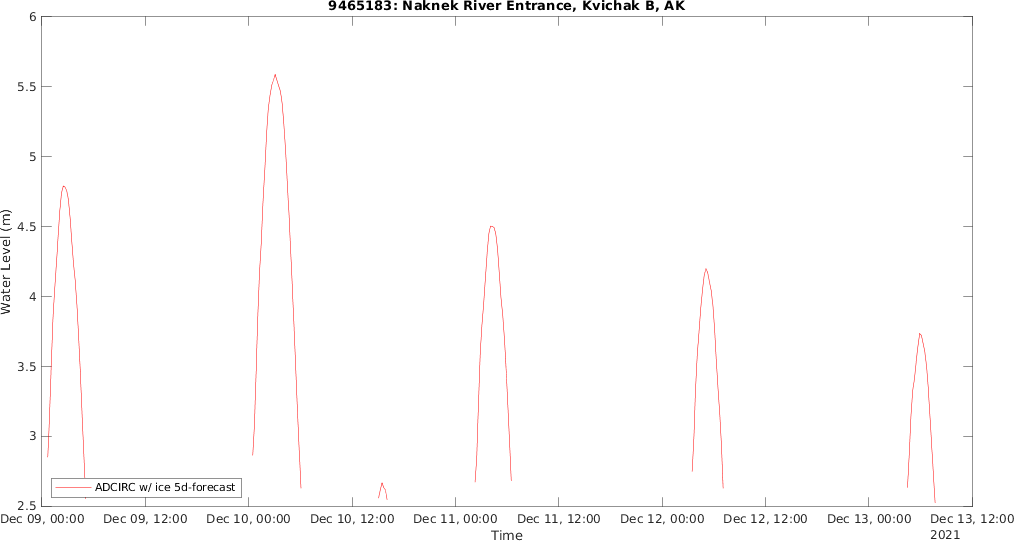 9465183: Naknek River Entrance, Kvichak B, AK
6
5.5
5
4.5
4
3.5
3
2.5
Water Level (m)
ADCIRC w/ ice 5d-forecast
Dec 09, 00:00 Dec 09, 12:00 Dec 10, 00:00 Dec 10, 12:00 Dec 11, 00:00 Dec 11, 12:00 Dec 12, 00:00 Dec 12, 12:00 Dec 13, 00:00 Dec 13, 12:00
Time
2021